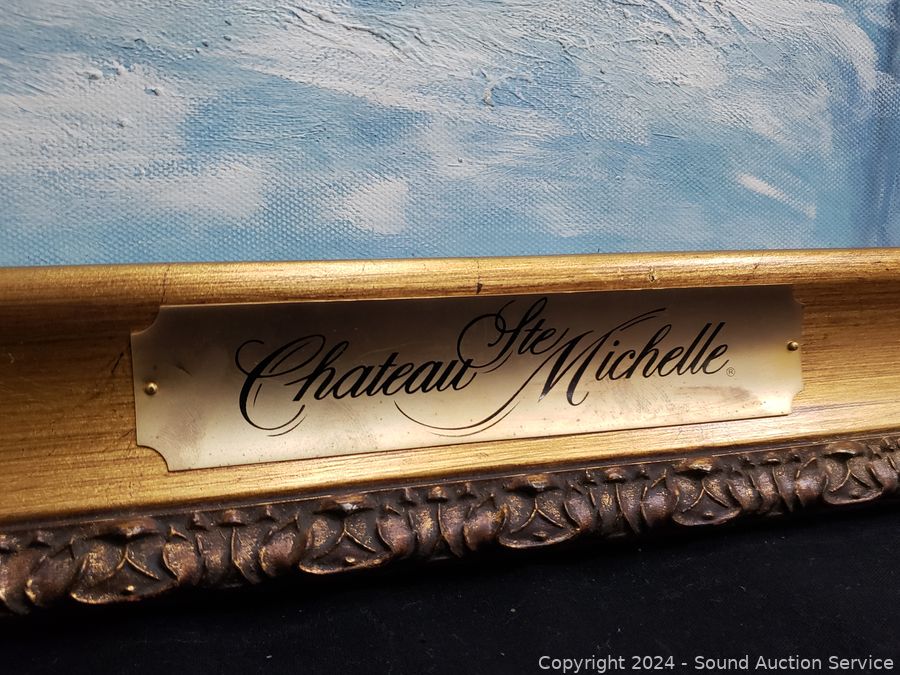 Chateau Ste Michelle ®
Copyright 2024 - Sound Auction Service